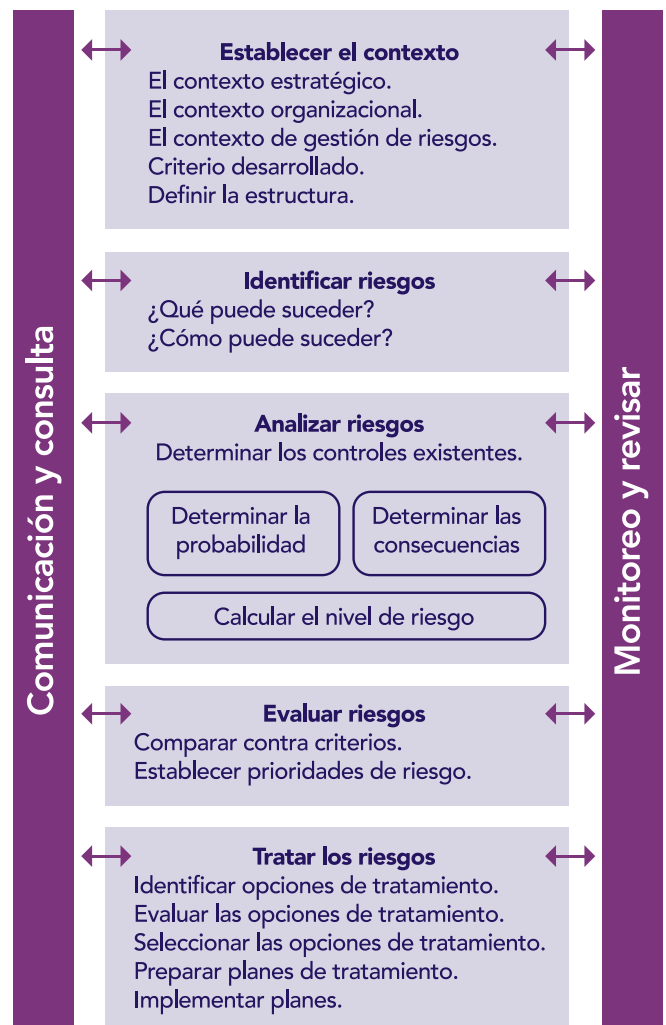 Comunicación y consulta
Establecer el contexto
El contexto estratégico.
El contexto organizacional.
El contexto de gestión de riesgos.
Criterio desarrollado.
Definir la estructura.
Identificar riesgos
¿Qué puede suceder?
¿Cómo puede suceder?
Analizar riesgos
Determinar los controles existentes.
Determinar la
probabilidad
Determinar las
consecuencias
Calcular el nivel de riesgo
Evaluar riesgos
Comparar contra criterios.
Establecer prioridades de riesgo.
Tratar los riesgos
Identificar opciones de tratamiento.
Evaluar las opciones de tratamiento.
Seleccionar las opciones de tratamiento.
Preparar planes de tratamiento.
Implementar planes.
Monitoreo y revisar